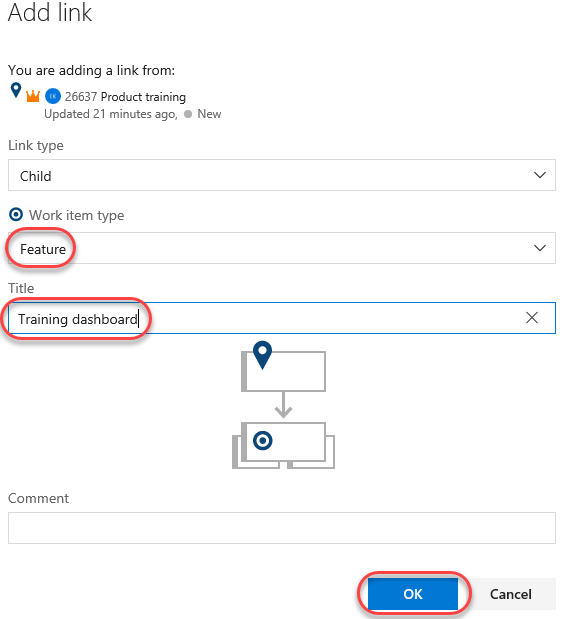 Add link
You are adding a link from:
EK 26637 Product training
Updated 21 minutes ago, New
Link type
Child
Work item type
Feature
Title
Training dashboard
Comment
OK Cancel